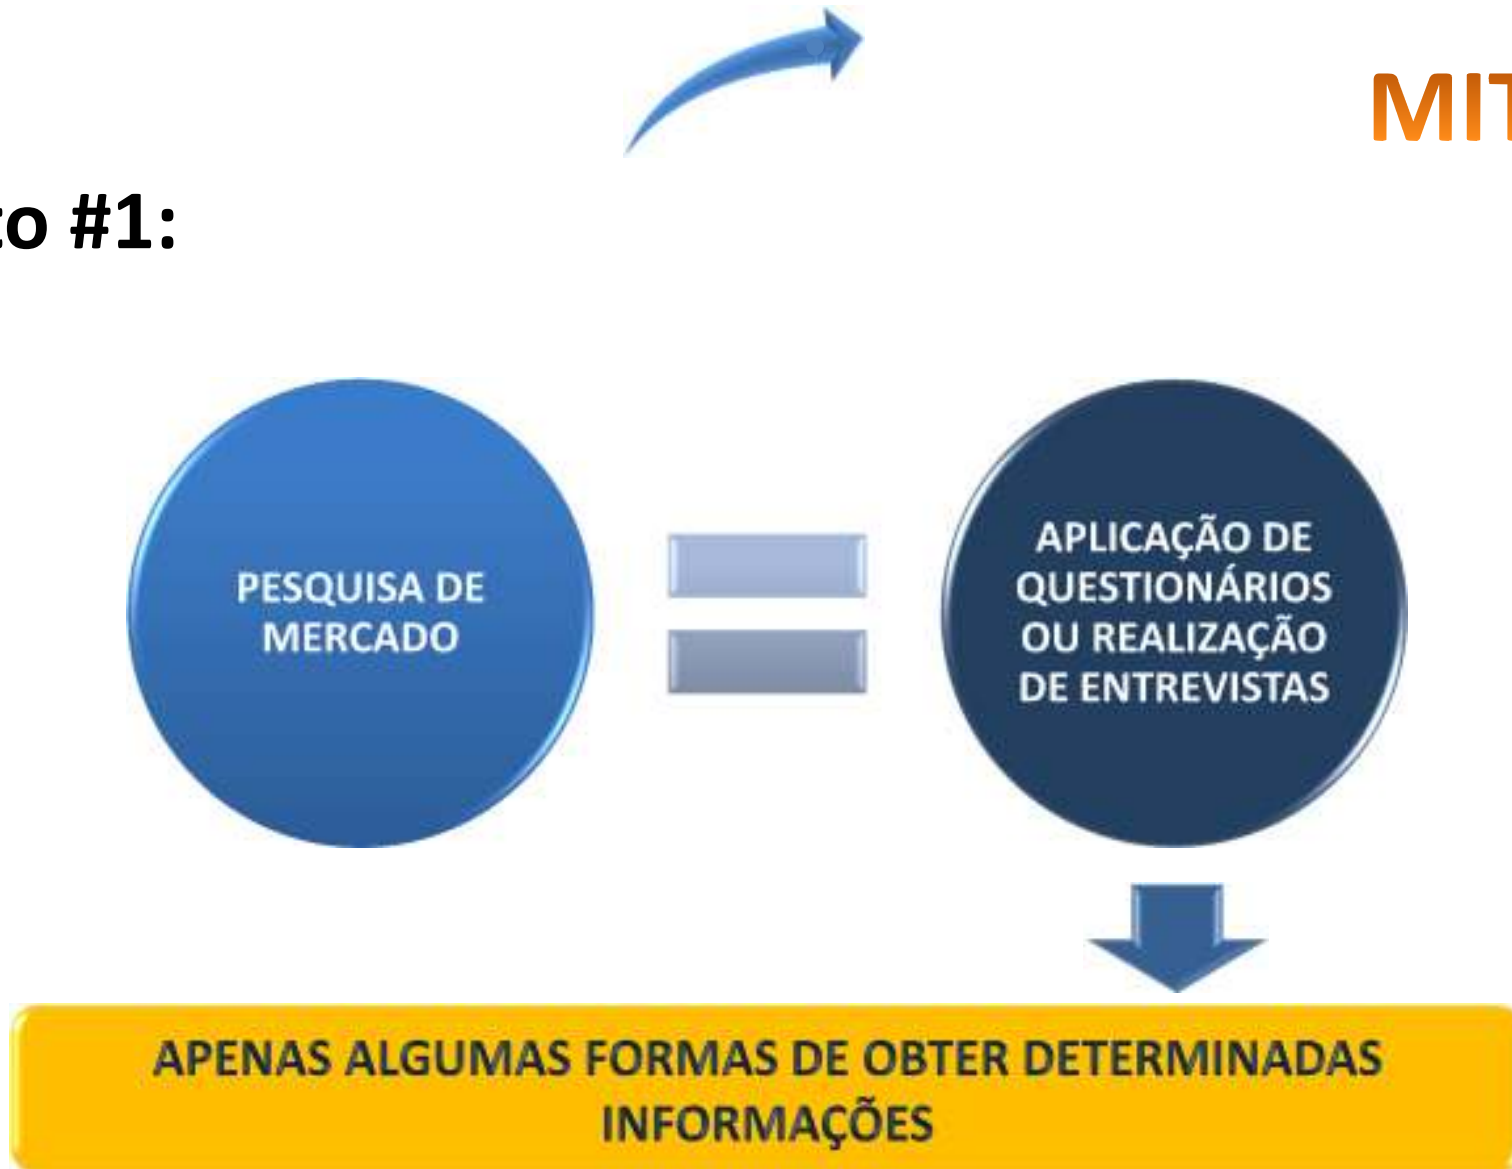 MIT
to #1:
PESQUISA DE
MERCADO
APLICAÇÃO DE
QUESTIONÁRIOS
OU REALIZAÇÃO
DE ENTREVISTAS
APENAS ALGUMAS FORMAS DE OBTER DETERMINADAS
INFORMAÇÕES